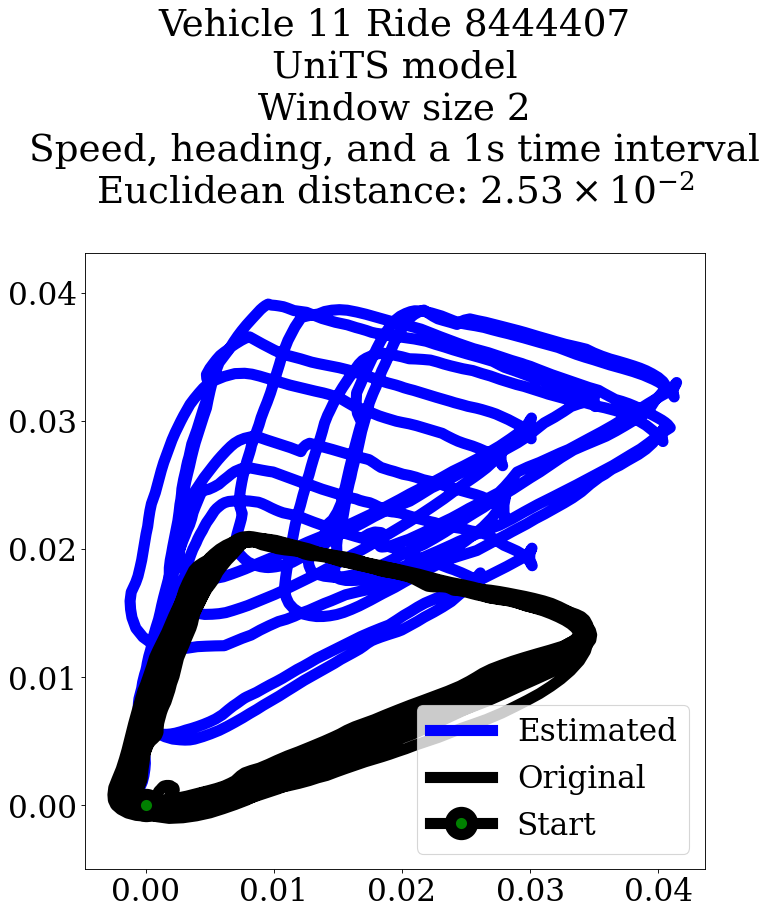 Vehicle 11 Ride 8444407
UniTS model
Window size 2
Speed, heading, and a 1s time interval
Euclidean distance: 2.53 × 10⁻²
0.04
0.03
0.02
0.01
0.00
Estimated
Original
Start
0.00 0.01 0.02 0.03 0.04